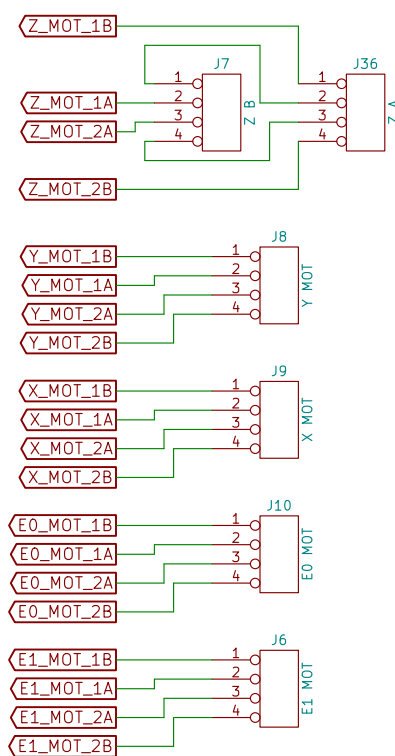 Z_MOT_1B
J7
J36
1
1
Z_MOT_1A
2
2
Z_MOT_2A
3
3
4
4
Z B
Z A
Z_MOT_2B
J8
Y_MOT_1B
1
Y_MOT_1A
2
Y_MOT_2A
3
Y_MOT_2B
4
Y MOT
J9
X_MOT_1B
1
X_MOT_1A
2
X_MOT_2A
3
X_MOT_2B
4
X MOT
J10
E0_MOT_1B
1
E0_MOT_1A
2
E0_MOT_2A
3
E0_MOT_2B
4
E0 MOT
J6
E1_MOT_1B
1
E1_MOT_1A
2
E1_MOT_2A
3
E1_MOT_2B
4
E1 MOT